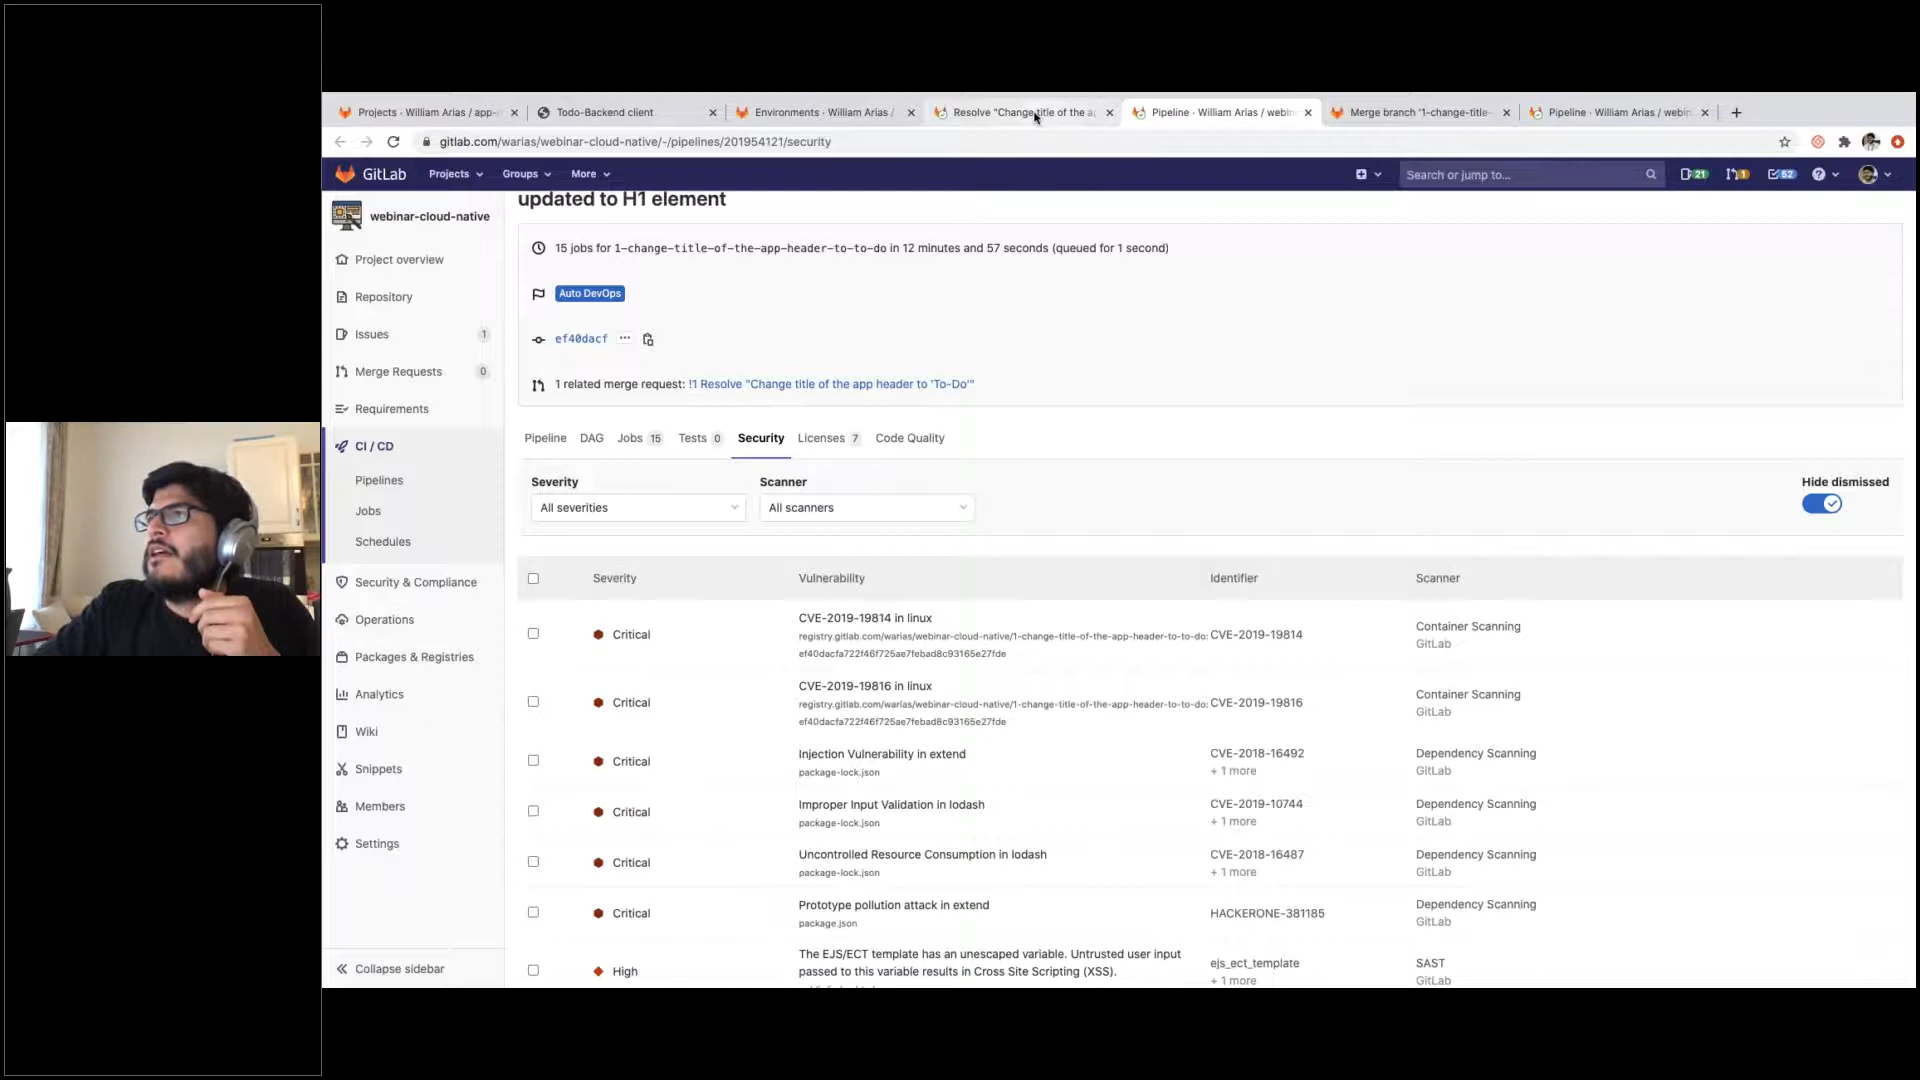 Projects · William Arias / app-
Todo-Backend client
Environments · William Arias /
Resolve "Change title of the a
Pipeline · William Arias / webin
Merge branch '1-change-title-
Pipeline · William Arias / webin
gitlab.com/warias/webinar-cloud-native/-/pipelines/201954121/security
GitLab
Projects
Groups
More
Search or jump to...
21
1
52
webinar-cloud-native
Project overview
Repository
Issues 1
Merge Requests 0
Requirements
CI / CD
Pipelines
Jobs
Schedules
Security & Compliance
Operations
Packages & Registries
Analytics
Wiki
Snippets
Members
Settings
Collapse sidebar
updated to H1 element
15 jobs for 1-change-title-of-the-app-header-to-to-do in 12 minutes and 57 seconds (queued for 1 second)
Auto DevOps
ef40dacf
1 related merge request: !1 Resolve "Change title of the app header to 'To-Do'"
Pipeline DAG Jobs 15 Tests 0 Security Licenses 7 Code Quality
Severity Scanner Hide dismissed
All severities All scanners
Severity Vulnerability Identifier Scanner
Critical
CVE-2019-19814 in linux
registry.gitlab.com/warias/webinar-cloud-native/1-change-title-of-the-app-header-to-to-do:
ef40dacfa722f46f725ae7febad8c93165e27fde
CVE-2019-19814
Container Scanning
GitLab
Critical
CVE-2019-19816 in linux
registry.gitlab.com/warias/webinar-cloud-native/1-change-title-of-the-app-header-to-to-do:
ef40dacfa722f46f725ae7febad8c93165e27fde
CVE-2019-19816
Container Scanning
GitLab
Critical
Injection Vulnerability in extend
package-lock.json
CVE-2018-16492
+ 1 more
Dependency Scanning
GitLab
Critical
Improper Input Validation in lodash
package-lock.json
CVE-2019-10744
+ 1 more
Dependency Scanning
GitLab
Critical
Uncontrolled Resource Consumption in lodash
package-lock.json
CVE-2018-16487
+ 1 more
Dependency Scanning
GitLab
Critical
Prototype pollution attack in extend
package.json
HACKERONE-381185
Dependency Scanning
GitLab
High
The EJS/ECT template has an unescaped variable. Untrusted user input
passed to this variable results in Cross Site Scripting (XSS).
ejs_ect_template
+ 1 more
SAST
GitLab